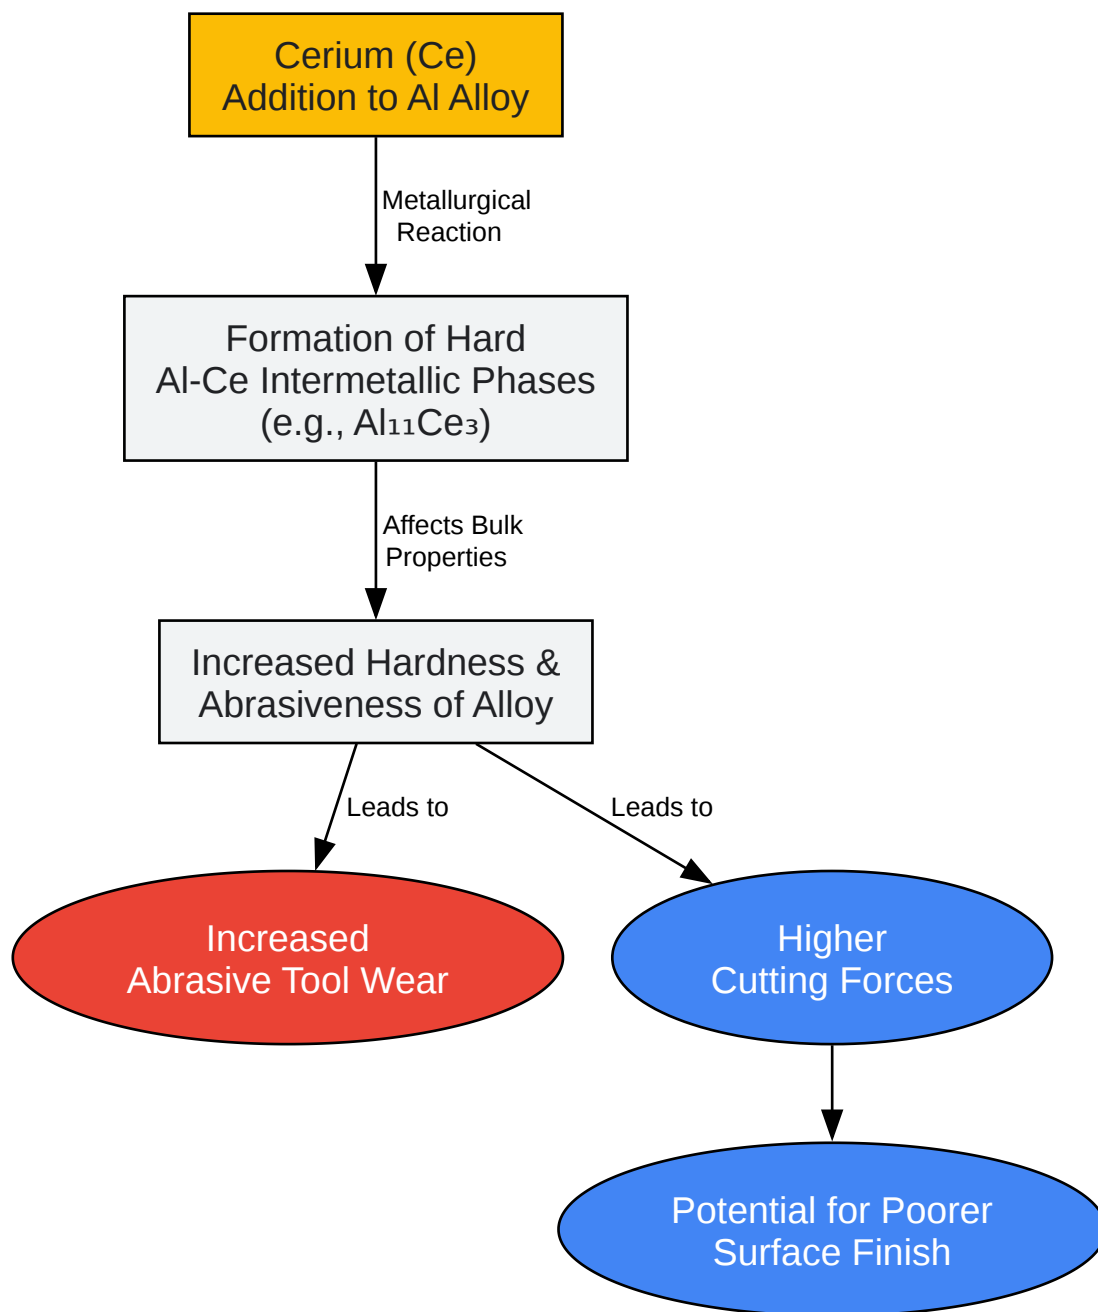 Cerium (Ce)
Addition to Al Alloy
Metallurgical
Reaction
Formation of Hard
Al-Ce Intermetallic Phases
(e.g., Al₁₁Ce₃)
Affects Bulk
Properties
Increased Hardness &
Abrasiveness of Alloy
Leads to
Leads to
Increased
Abrasive Tool Wear
Higher
Cutting Forces
Potential for Poorer
Surface Finish